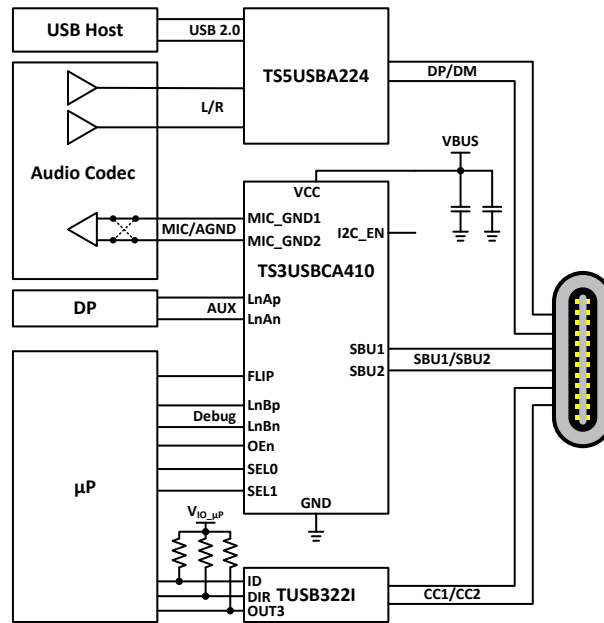 USB Host
USB 2.0
TS5USBA224
DP/DM
L/R
Audio Codec
VBUS
VCC
MIC_GND1
MIC/AGND
MIC_GND2
I2C_EN
TS3USBCA410
DP
AUX
LnAp
LnAn
SBU1
SBU2
SBU1/SBU2
FLIP
LnBp
Debug
LnBn
OEn
SEL0
SEL1
µP
GND
VIO_µP
ID
DIR
OUT3
TUSB322I
CC1/CC2